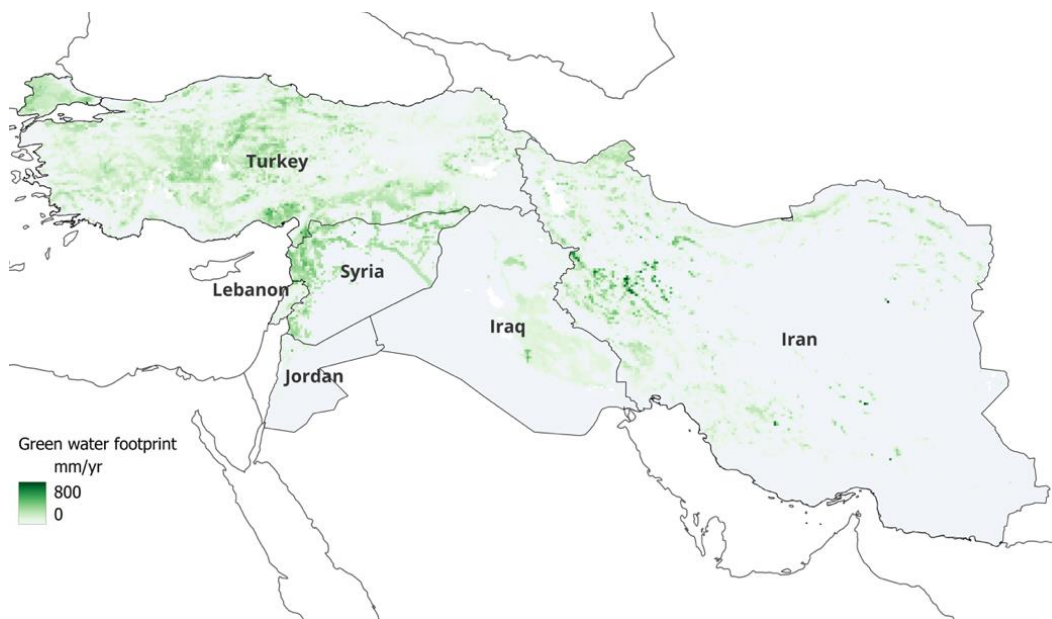 Turkey
Syria
Lebanon
Iraq
Iran
Jordan
Green water footprint
mm/yr
800
0